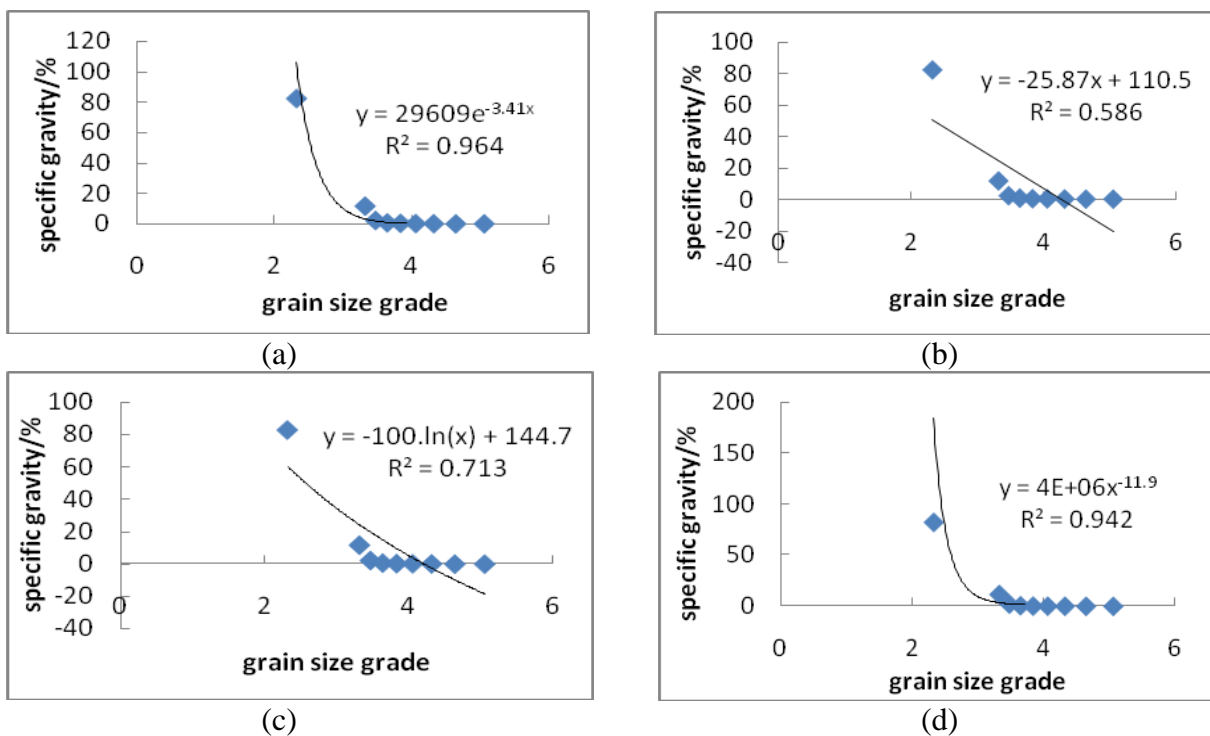 120
100
80
60
40
20
0
0 2 4 6
specific gravity/%
grain size grade
y = 29609e^-3.41x
R² = 0.964
(a)
100
80
60
40
20
0
-20
-40
0 2 4 6
specific gravity/%
grain size grade
y = -25.87x + 110.5
R² = 0.586
(b)
100
80
60
40
20
0
-20
-40
0 2 4 6
specific gravity/%
grain size grade
y = -100.ln(x) + 144.7
R² = 0.713
(c)
200
150
100
50
0
0 2 4 6
specific gravity/%
grain size grade
y = 4E+06x^-11.9
R² = 0.942
(d)